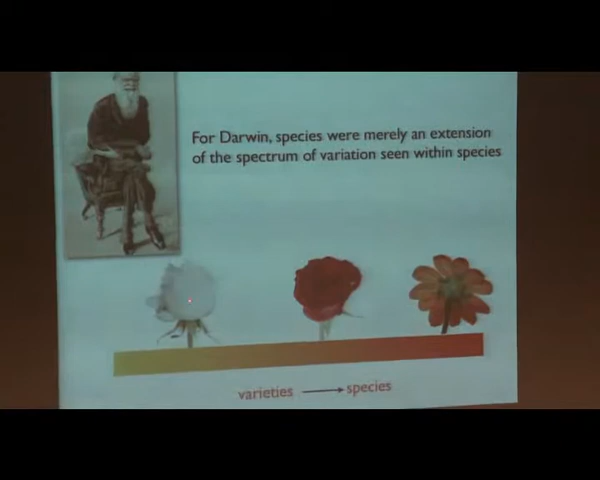 For Darwin, species were merely an extension
of the spectrum of variation seen within species
varieties → species